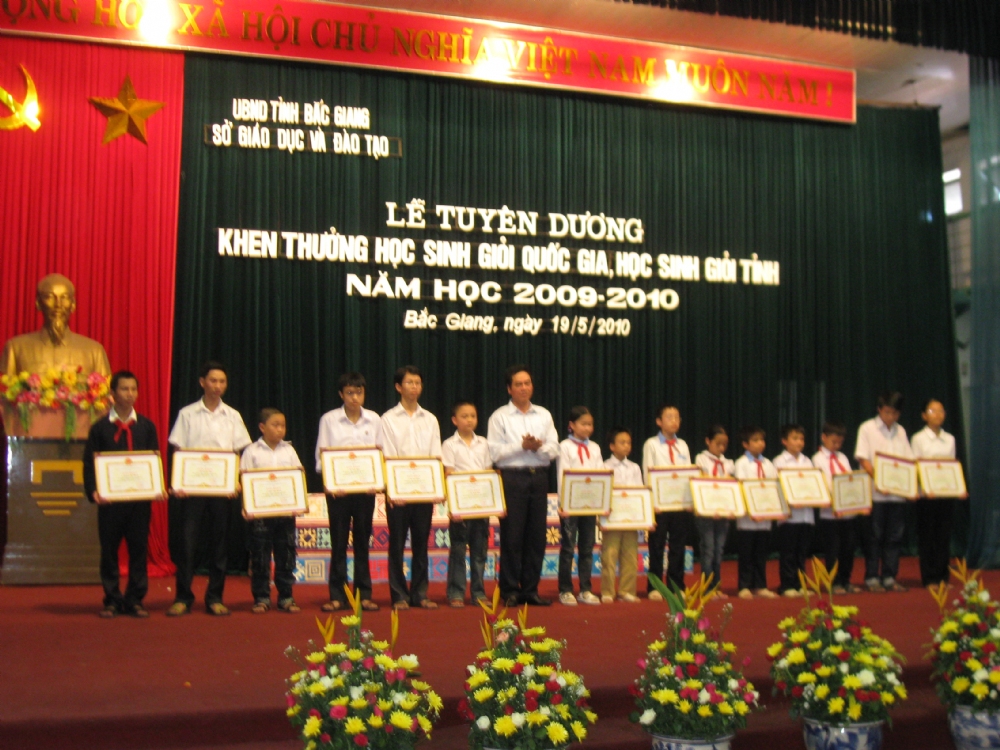 ỘNG HOÀ XÃ HỘI CHỦ NGHĨA VIỆT NAM MUÔN NĂM !
UBND TỈNH BẮC GIANG
SỞ GIÁO DỤC VÀ ĐÀO TẠO
LỄ TUYÊN DƯƠNG
KHEN THƯỞNG HỌC SINH GIỎI QUỐC GIA, HỌC SINH GIỎI TỈNH
NĂM HỌC 2009-2010
Bắc Giang, ngày 19/5/2010